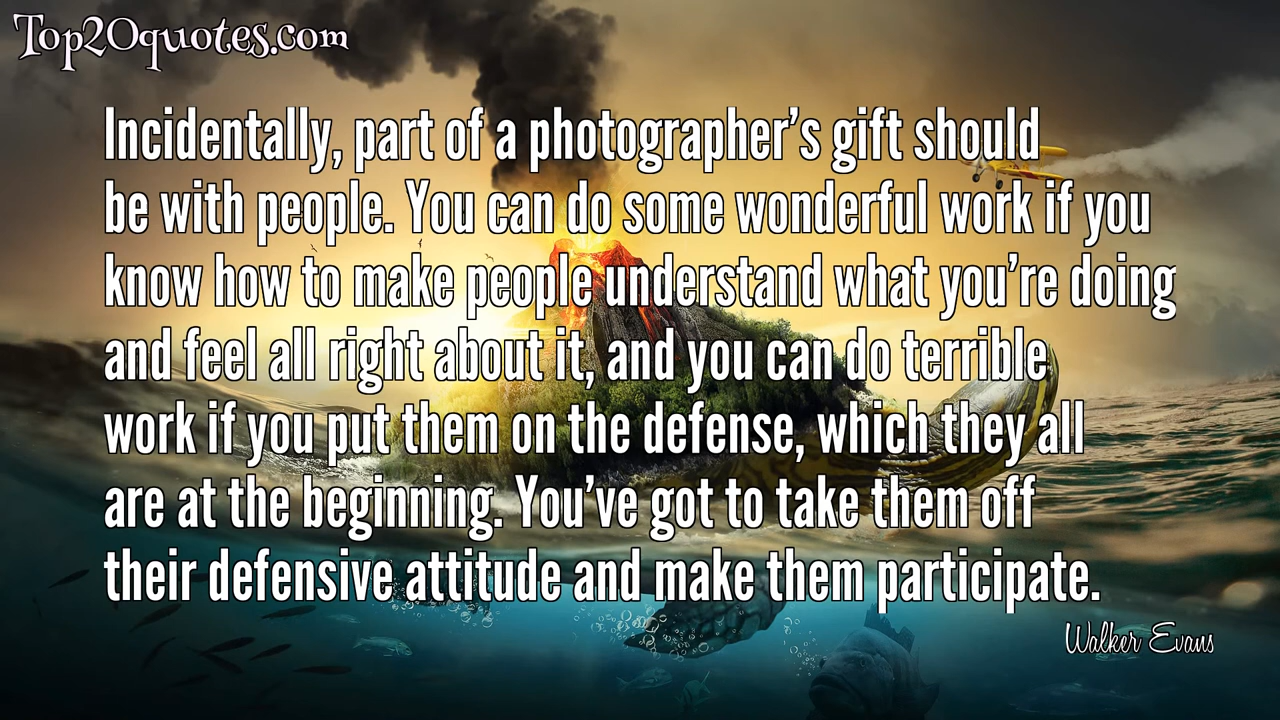 Top20quotes.com
Incidentally, part of a photographer's gift should
be with people. You can do some wonderful work if you
know how to make people understand what you're doing
and feel all right about it, and you can do terrible
work if you put them on the defense, which they all
are at the beginning. You've got to take them off
their defensive attitude and make them participate.
Walker Evans